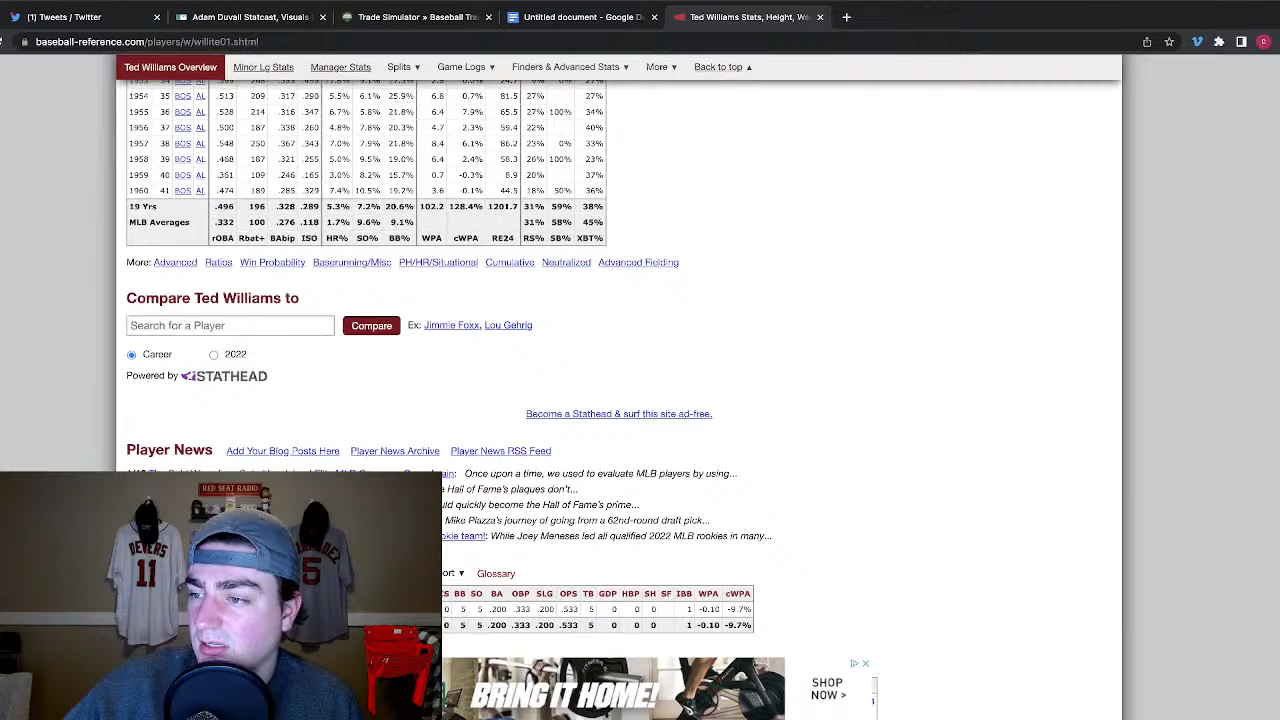 (1) Tweets / Twitter
Adam Duvall Statcast, Visuals
Trade Simulator » Baseball Tra
Untitled document - Google D
Ted Williams Stats, Height, We
baseball-reference.com/players/w/willite01.shtml
Ted Williams Overview Minor Lg Stats Manager Stats Splits Game Logs Finders & Advanced Stats More Back to top
1954 35 BOS AL .513 209 .317 .290 5.5% 6.1% 25.9% 6.8 0.7% 81.5 27% 27%
1955 36 BOS AL .528 214 .316 .347 6.7% 5.8% 21.8% 6.4 7.9% 65.5 27% 100% 34%
1956 37 BOS AL .500 187 .338 .260 4.8% 7.8% 20.3% 4.7 2.3% 59.4 22% 40%
1957 38 BOS AL .548 250 .367 .343 7.0% 7.9% 21.8% 8.4 6.1% 86.2 23% 0% 33%
1958 39 BOS AL .468 187 .321 .255 5.0% 9.5% 19.0% 6.4 2.4% 58.3 26% 100% 23%
1959 40 BOS AL .361 109 .246 .165 3.0% 8.2% 15.7% 0.7 -0.3% 8.9 20% 37%
1960 41 BOS AL .474 189 .285 .329 7.4% 10.5% 19.2% 3.6 -0.1% 44.5 18% 50% 36%
19 Yrs .496 196 .328 .289 5.3% 7.2% 20.6% 102.2 128.4% 1201.7 31% 59% 38%
MLB Averages .332 100 .276 .118 1.7% 9.6% 9.1% 31% 58% 45%
rOBA Rbat+ BAbip ISO HR% SO% BB% WPA cWPA RE24 RS% SB% XBT%
More: Advanced Ratios Win Probability Baserunning/Misc PH/HR/Situational Cumulative Neutralized Advanced Fielding
Compare Ted Williams to
Search for a Player Compare Ex: Jimmie Foxx, Lou Gehrig
Career 2022
Powered by STATHEAD
Become a Stathead & surf this site ad-free.
Player News Add Your Blog Posts Here Player News Archive Player News RSS Feed
Once upon a time, we used to evaluate MLB players by using...
Hall of Fame's plaques don't...
quickly become the Hall of Fame's prime...
Mike Piazza's journey of going from a 62nd-round draft pick...
team!: While Joey Meneses led all qualified 2022 MLB rookies in many...
Glossary
BB SO BA OBP SLG OPS TB GDP HBP SH SF IBB WPA cWPA
5 5 .200 .333 .200 .533 5 0 0 0 1 -0.10 -9.7%
5 5 .200 .333 .200 .533 5 0 0 0 1 -0.10 -9.7%
RED SEAT RADIO
DEVERS
11
5
BRING IT HOME!
SHOP
NOW >